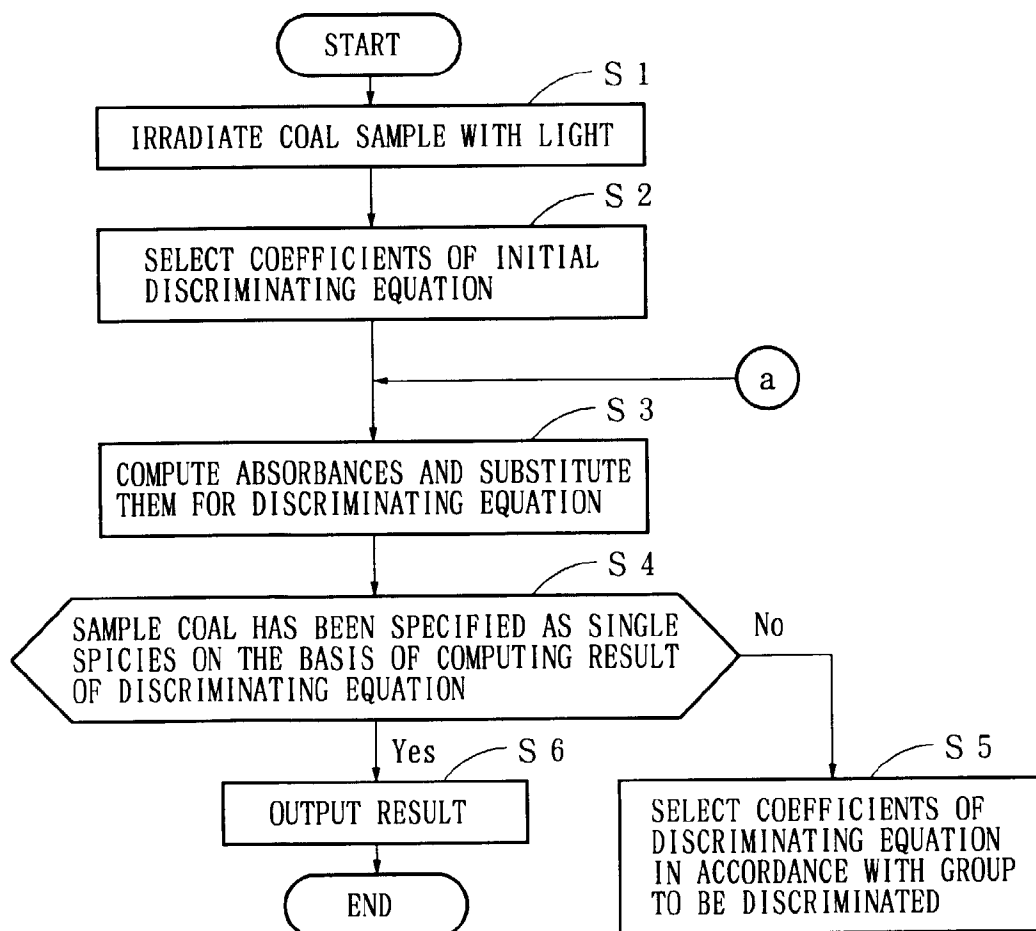 START
S 1
IRRADIATE COAL SAMPLE WITH LIGHT
S 2
SELECT COEFFICIENTS OF INITIAL
DISCRIMINATING EQUATION
a
S 3
COMPUTE ABSORBANCES AND SUBSTITUTE
THEM FOR DISCRIMINATING EQUATION
S 4
SAMPLE COAL HAS BEEN SPECIFIED AS SINGLE
SPICIES ON THE BASIS OF COMPUTING RESULT
OF DISCRIMINATING EQUATION
No
Yes
S 6
OUTPUT RESULT
END
S 5
SELECT COEFFICIENTS OF
DISCRIMINATING EQUATION
IN ACCORDANCE WITH GROUP
TO BE DISCRIMINATED